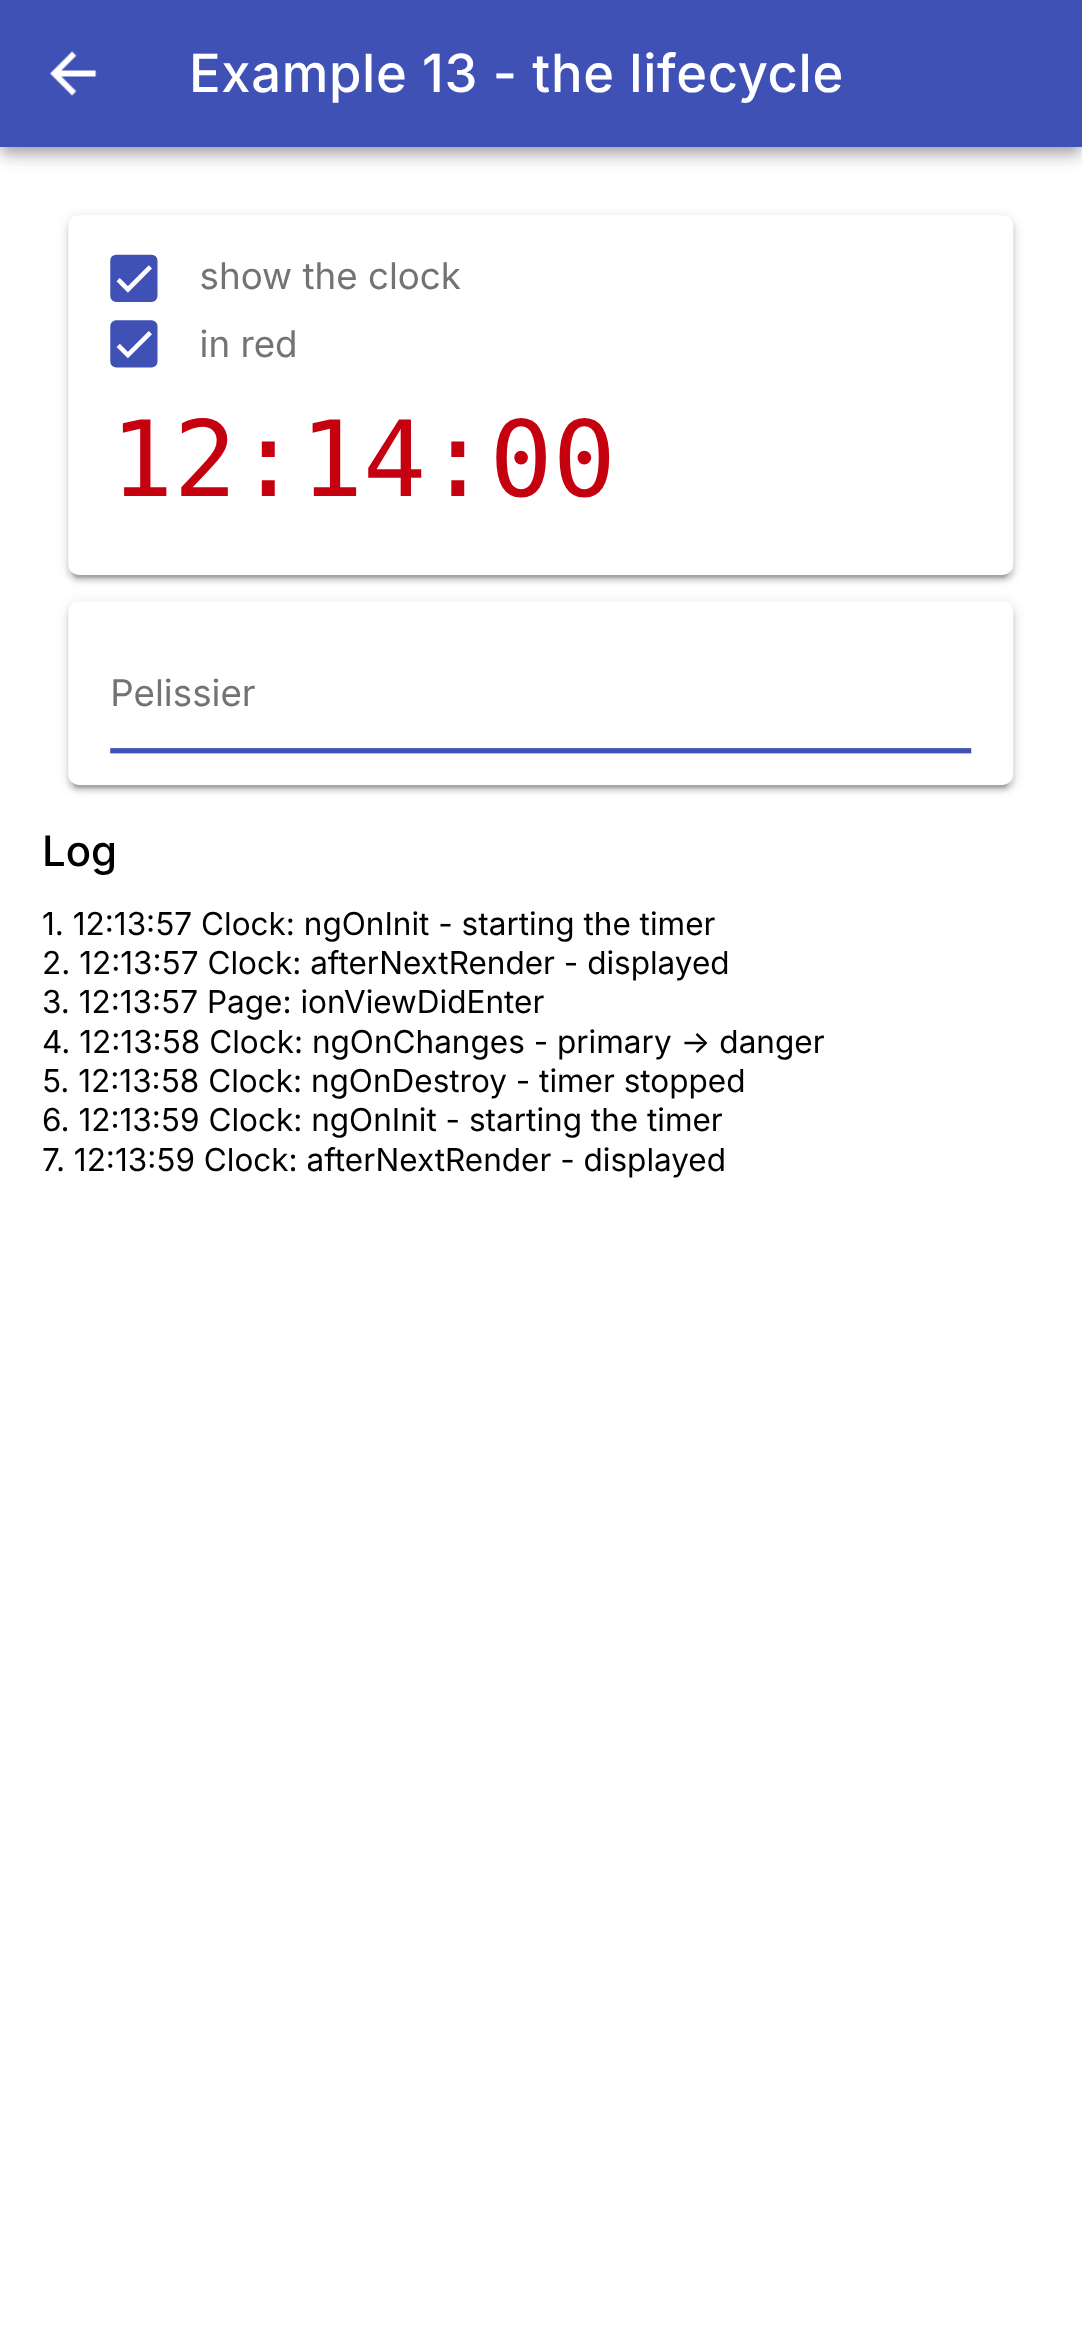 Example 13 - the lifecycle
show the clock
in red
12:14:00
Pelissier
Log
1. 12:13:57 Clock: ngOnInit - starting the timer
2. 12:13:57 Clock: afterNextRender - displayed
3. 12:13:57 Page: ionViewDidEnter
4. 12:13:58 Clock: ngOnChanges - primary → danger
5. 12:13:58 Clock: ngOnDestroy - timer stopped
6. 12:13:59 Clock: ngOnInit - starting the timer
7. 12:13:59 Clock: afterNextRender - displayed